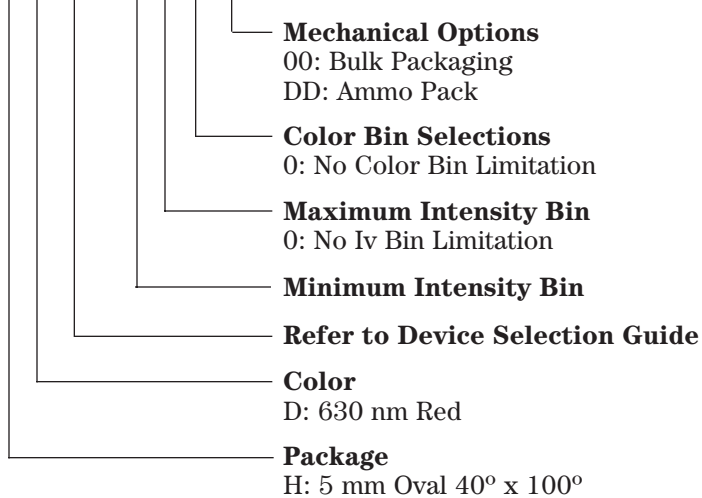 Mechanical Options
00: Bulk Packaging
DD: Ammo Pack
Color Bin Selections
0: No Color Bin Limitation
Maximum Intensity Bin
0: No Iv Bin Limitation
Minimum Intensity Bin
Refer to Device Selection Guide
Color
D: 630 nm Red
Package
H: 5 mm Oval 40º x 100º